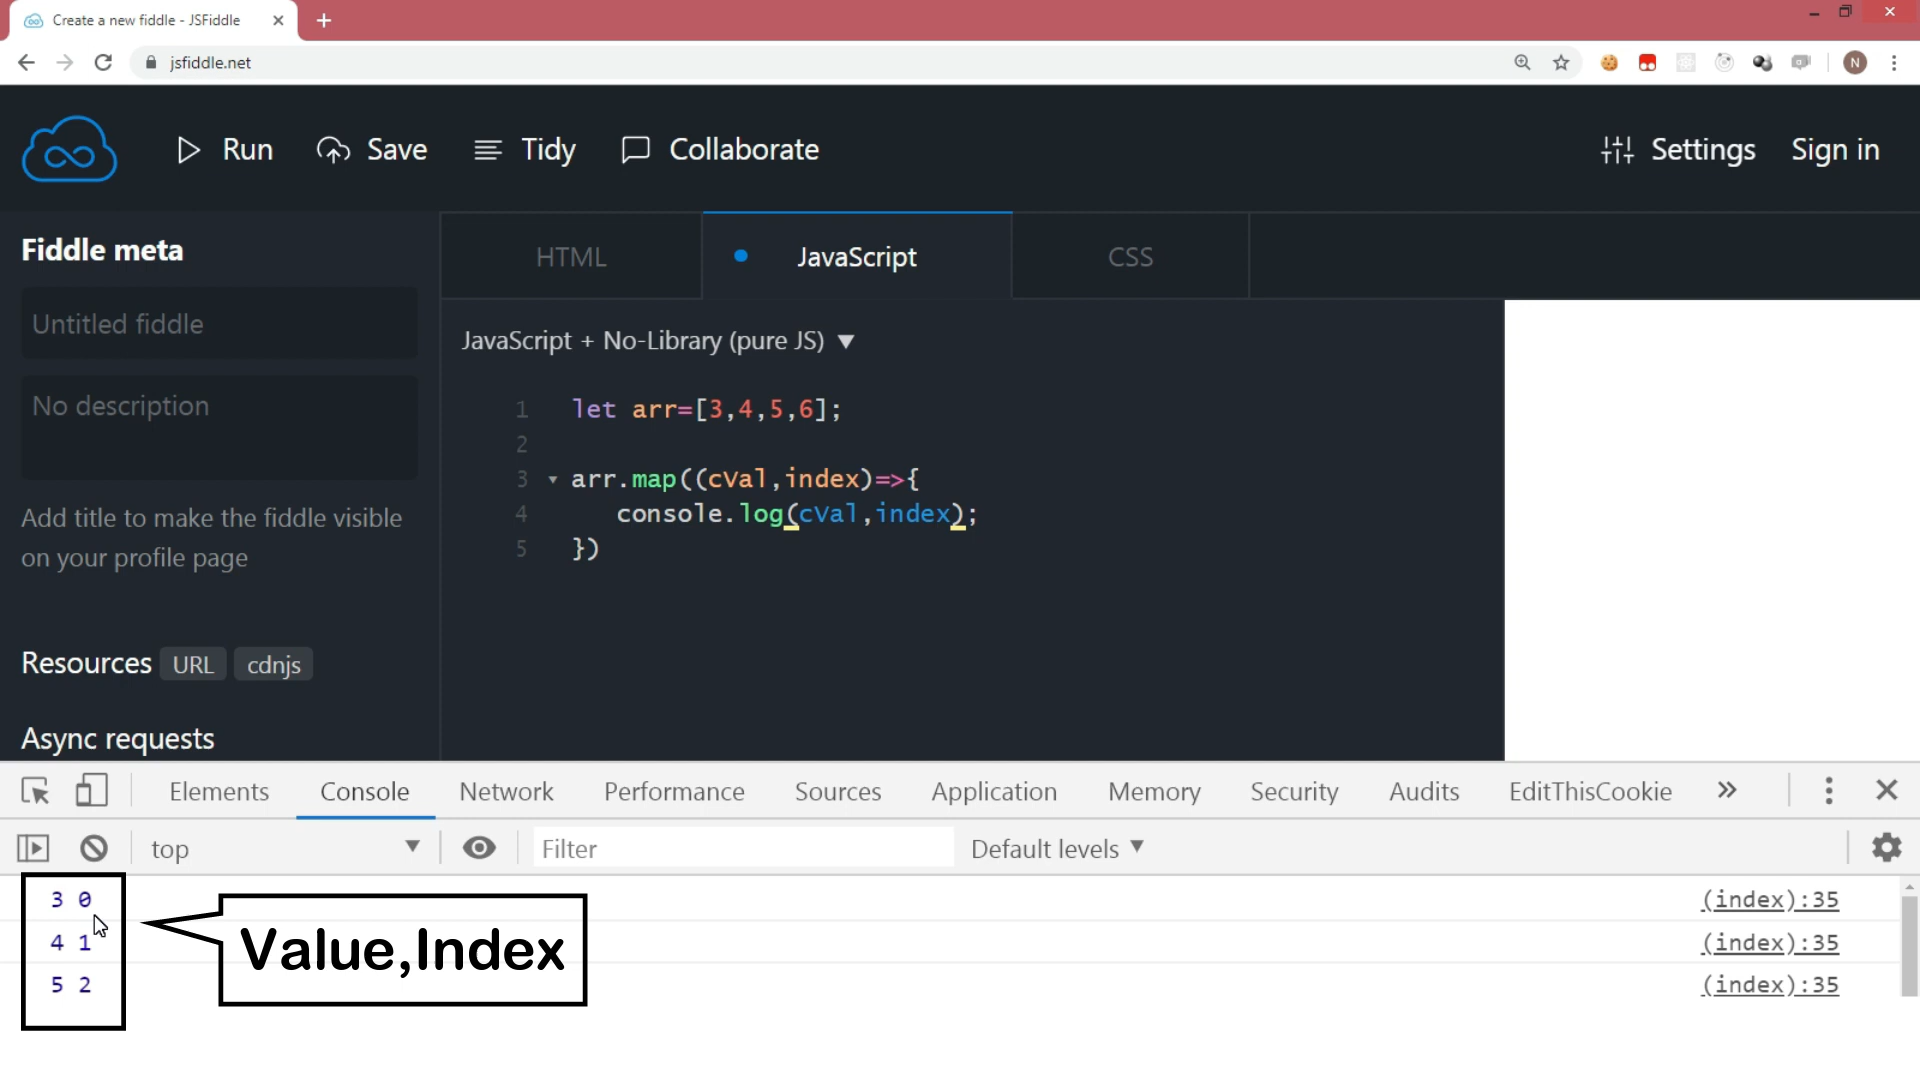 Create a new fiddle - JSFiddle
jsfiddle.net
N
Run Save Tidy Collaborate Settings Sign in
Fiddle meta
Untitled fiddle
No description
Add title to make the fiddle visible
on your profile page
Resources URL cdnjs
Async requests
HTML JavaScript CSS
JavaScript + No-Library (pure JS) ▼
1 let arr=[3,4,5,6];
2
3 arr.map((cVal,index)=>{
4 console.log(cVal,index);
5 })
Elements Console Network Performance Sources Application Memory Security Audits EditThisCookie »
top Filter Default levels ▼
3 0 (index):35
4 1 (index):35
5 2 (index):35
Value,Index